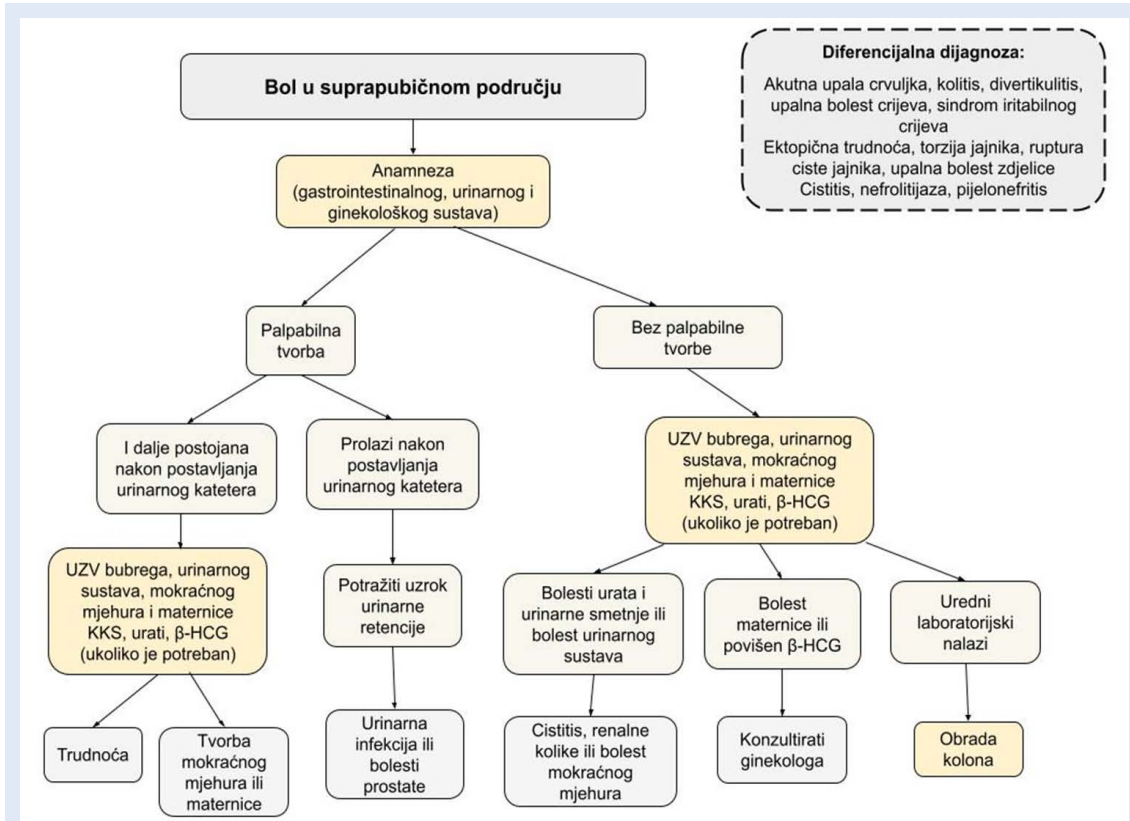 Bol u suprapubičnom području
Diferencijalna dijagnoza:
Akutna upala crvuljka, kolitis, divertikulitis,
upalna bolest crijeva, sindrom iritabilnog
crijeva
Ektopična trudnoća, torzija jajnika, ruptura
ciste jajnika, upalna bolest zdjelice
Cistitis, nefrolitijaza, pijelonefritis
Anamneza
(gastrointestinalnog, urinarnog i
ginekološkog sustava)
Palpabilna
tvorba
Bez palpabilne
tvorbe
I dalje postojana
nakon postavljanja
urinarnog katetera
Prolazi nakon
postavljanja
urinarnog katetera
UZV bubrega, urinarnog
sustava, mokraćnog
mjehura i maternice
KKS, urati, β-HCG
(ukoliko je potreban)
UZV bubrega, urinarnog
sustava, mokraćnog
mjehura i maternice
KKS, urati, β-HCG
(ukoliko je potreban)
Potražiti uzrok
urinarne
retencije
Bolesti urata i
urinarne smetnje ili
bolest urinarnog
sustava
Bolest
maternice ili
povišen β-HCG
Uredni
laboratorijski
nalazi
Trudnoća
Tvorba
mokraćnog
mjehura ili
maternice
Urinarna
infekcija ili
bolesti
prostate
Cistitis, renalne
kolike ili bolest
mokraćnog
mjehura
Konzultirati
ginekologa
Obrada
kolona